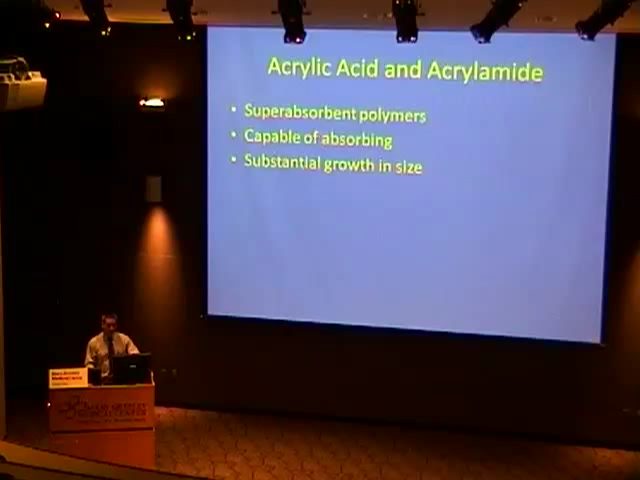 Acrylic Acid and Acrylamide
• Superabsorbent polymers
• Capable of absorbing
• Substantial growth in size